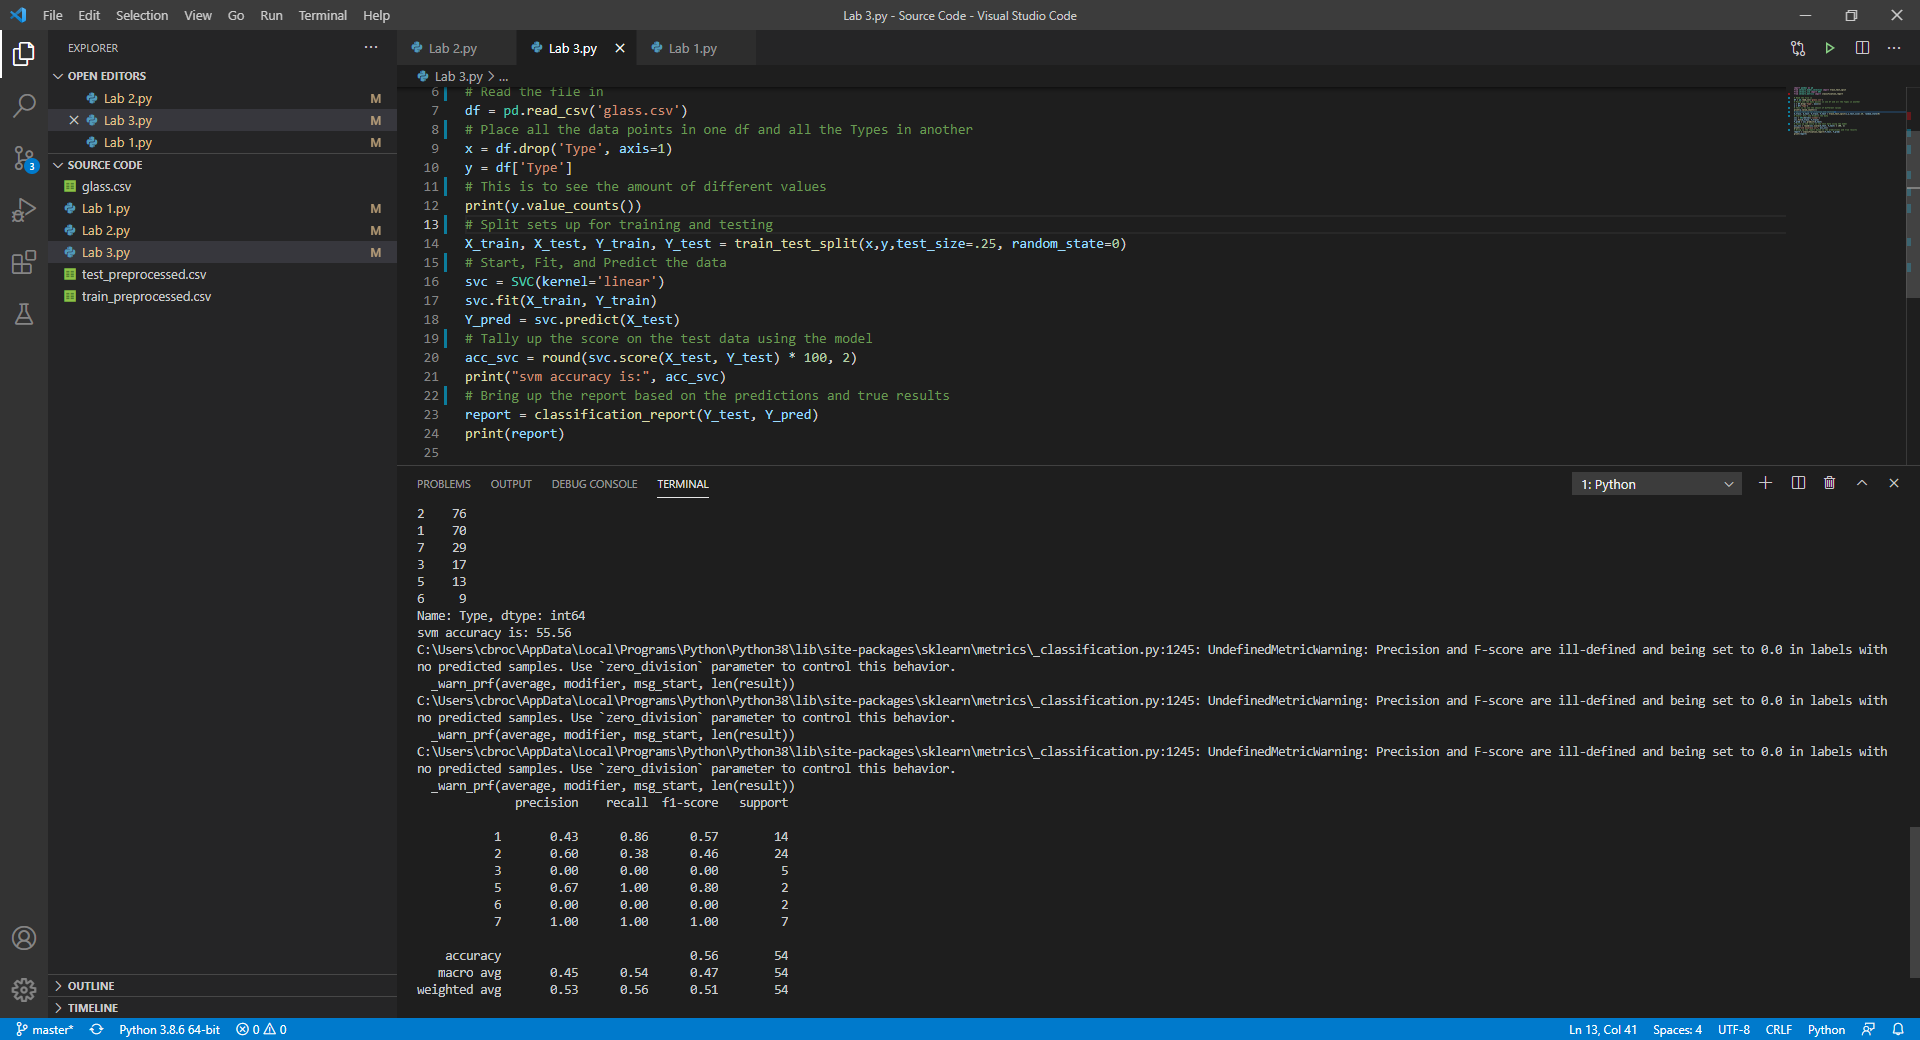 File Edit Selection View Go Run Terminal Help
Lab 3.py - Source Code - Visual Studio Code
EXPLORER
OPEN EDITORS
Lab 2.py M
Lab 3.py M
Lab 1.py M
SOURCE CODE
glass.csv
Lab 1.py M
Lab 2.py M
Lab 3.py M
test_preprocessed.csv
train_preprocessed.csv
3
OUTLINE
TIMELINE
Lab 2.py Lab 3.py Lab 1.py
Lab 3.py > ...
6 # Read the file in
7 df = pd.read_csv('glass.csv')
8 # Place all the data points in one df and all the Types in another
9 x = df.drop('Type', axis=1)
10 y = df['Type']
11 # This is to see the amount of different values
12 print(y.value_counts())
13 # Split sets up for training and testing
14 X_train, X_test, Y_train, Y_test = train_test_split(x,y,test_size=.25, random_state=0)
15 # Start, Fit, and Predict the data
16 svc = SVC(kernel='linear')
17 svc.fit(X_train, Y_train)
18 Y_pred = svc.predict(X_test)
19 # Tally up the score on the test data using the model
20 acc_svc = round(svc.score(X_test, Y_test) * 100, 2)
21 print("svm accuracy is:", acc_svc)
22 # Bring up the report based on the predictions and true results
23 report = classification_report(Y_test, Y_pred)
24 print(report)
25
PROBLEMS OUTPUT DEBUG CONSOLE TERMINAL
1: Python
2 76
1 70
7 29
3 17
5 13
6 9
Name: Type, dtype: int64
svm accuracy is: 55.56
C:\Users\cbroc\AppData\Local\Programs\Python\Python38\lib\site-packages\sklearn\metrics\_classification.py:1245: UndefinedMetricWarning: Precision and F-score are ill-defined and being set to 0.0 in labels with
no predicted samples. Use `zero_division` parameter to control this behavior.
_warn_prf(average, modifier, msg_start, len(result))
C:\Users\cbroc\AppData\Local\Programs\Python\Python38\lib\site-packages\sklearn\metrics\_classification.py:1245: UndefinedMetricWarning: Precision and F-score are ill-defined and being set to 0.0 in labels with
no predicted samples. Use `zero_division` parameter to control this behavior.
_warn_prf(average, modifier, msg_start, len(result))
C:\Users\cbroc\AppData\Local\Programs\Python\Python38\lib\site-packages\sklearn\metrics\_classification.py:1245: UndefinedMetricWarning: Precision and F-score are ill-defined and being set to 0.0 in labels with
no predicted samples. Use `zero_division` parameter to control this behavior.
_warn_prf(average, modifier, msg_start, len(result))
precision recall f1-score support
1 0.43 0.86 0.57 14
2 0.60 0.38 0.46 24
3 0.00 0.00 0.00 5
5 0.67 1.00 0.80 2
6 0.00 0.00 0.00 2
7 1.00 1.00 1.00 7
accuracy 0.56 54
macro avg 0.45 0.54 0.47 54
weighted avg 0.53 0.56 0.51 54
master* Python 3.8.6 64-bit 0 0
Ln 13, Col 41 Spaces: 4 UTF-8 CRLF Python